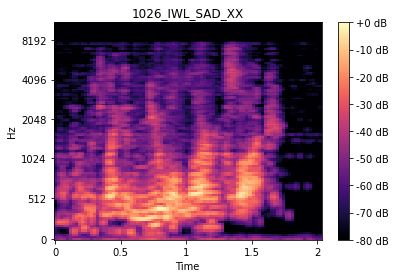 1026_IWL_SAD_XX
+0 dB
8192
-10 dB
4096
-20 dB
-30 dB
2048
Hz
-40 dB
1024
-50 dB
512
-60 dB
-70 dB
0
-80 dB
0 0.5 1 1.5 2
Time